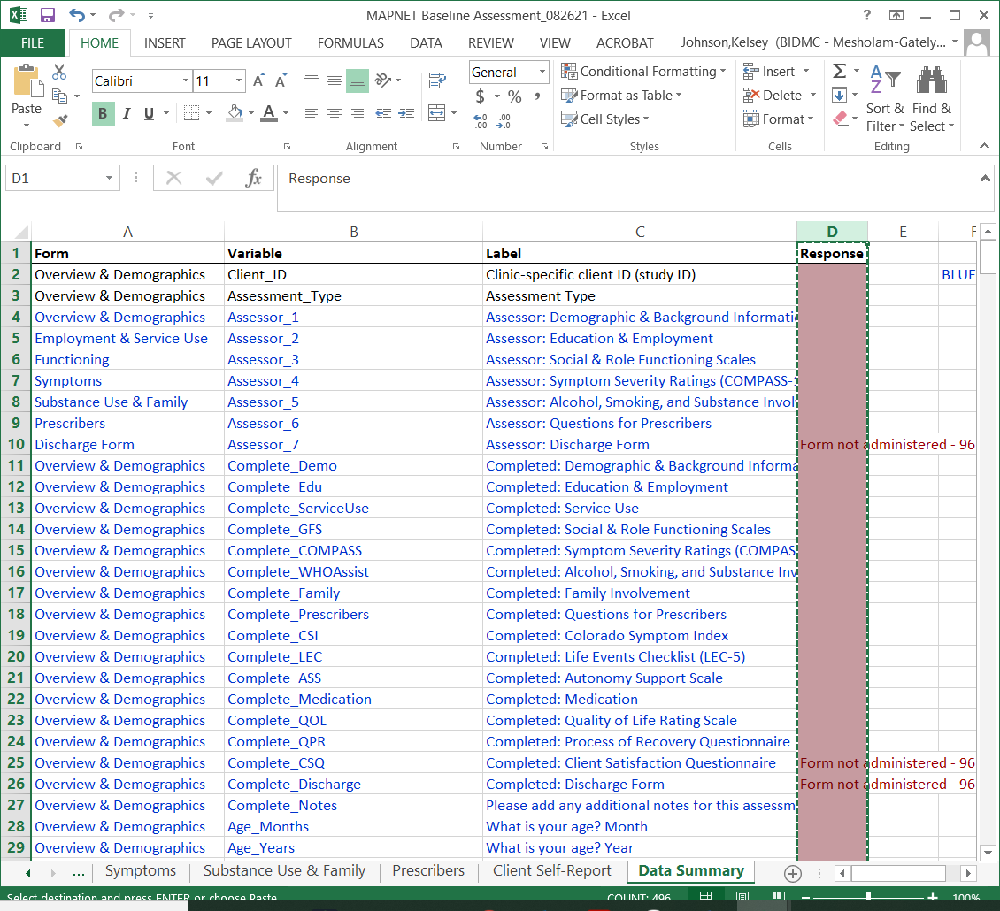 MAPNET Baseline Assessment_082621 - Excel
FILE HOME INSERT PAGE LAYOUT FORMULAS DATA REVIEW VIEW ACROBAT Johnson,Kelsey (BIDMC - Mesholam-Gately...
Calibri 11 General Conditional Formatting Insert
Paste Format as Table Delete Sort & Find &
B I U A $ % , Cell Styles Format Filter Select
Clipboard Font Alignment Number Styles Cells Editing
D1 fx Response
A B C D E F
1 Form Variable Label Response
2 Overview & Demographics Client_ID Clinic-specific client ID (study ID) BLUE
3 Overview & Demographics Assessment_Type Assessment Type
4 Overview & Demographics Assessor_1 Assessor: Demographic & Background Informatio
5 Employment & Service Use Assessor_2 Assessor: Education & Employment
6 Functioning Assessor_3 Assessor: Social & Role Functioning Scales
7 Symptoms Assessor_4 Assessor: Symptom Severity Ratings (COMPASS-1
8 Substance Use & Family Assessor_5 Assessor: Alcohol, Smoking, and Substance Invol
9 Prescribers Assessor_6 Assessor: Questions for Prescribers
10 Discharge Form Assessor_7 Assessor: Discharge Form Form not administered - 96
11 Overview & Demographics Complete_Demo Completed: Demographic & Background Informa
12 Overview & Demographics Complete_Edu Completed: Education & Employment
13 Overview & Demographics Complete_ServiceUse Completed: Service Use
14 Overview & Demographics Complete_GFS Completed: Social & Role Functioning Scales
15 Overview & Demographics Complete_COMPASS Completed: Symptom Severity Ratings (COMPAS
16 Overview & Demographics Complete_WHOAssist Completed: Alcohol, Smoking, and Substance Inv
17 Overview & Demographics Complete_Family Completed: Family Involvement
18 Overview & Demographics Complete_Prescribers Completed: Questions for Prescribers
19 Overview & Demographics Complete_CSI Completed: Colorado Symptom Index
20 Overview & Demographics Complete_LEC Completed: Life Events Checklist (LEC-5)
21 Overview & Demographics Complete_ASS Completed: Autonomy Support Scale
22 Overview & Demographics Complete_Medication Completed: Medication
23 Overview & Demographics Complete_QOL Completed: Quality of Life Rating Scale
24 Overview & Demographics Complete_QPR Completed: Process of Recovery Questionnaire
25 Overview & Demographics Complete_CSQ Completed: Client Satisfaction Questionnaire Form not administered - 96
26 Overview & Demographics Complete_Discharge Completed: Discharge Form Form not administered - 96
27 Overview & Demographics Complete_Notes Please add any additional notes for this assessm
28 Overview & Demographics Age_Months What is your age? Month
29 Overview & Demographics Age_Years What is your age? Year
... Symptoms Substance Use & Family Prescribers Client Self-Report Data Summary
Select destination and press ENTER or choose Paste COUNT: 496 100%